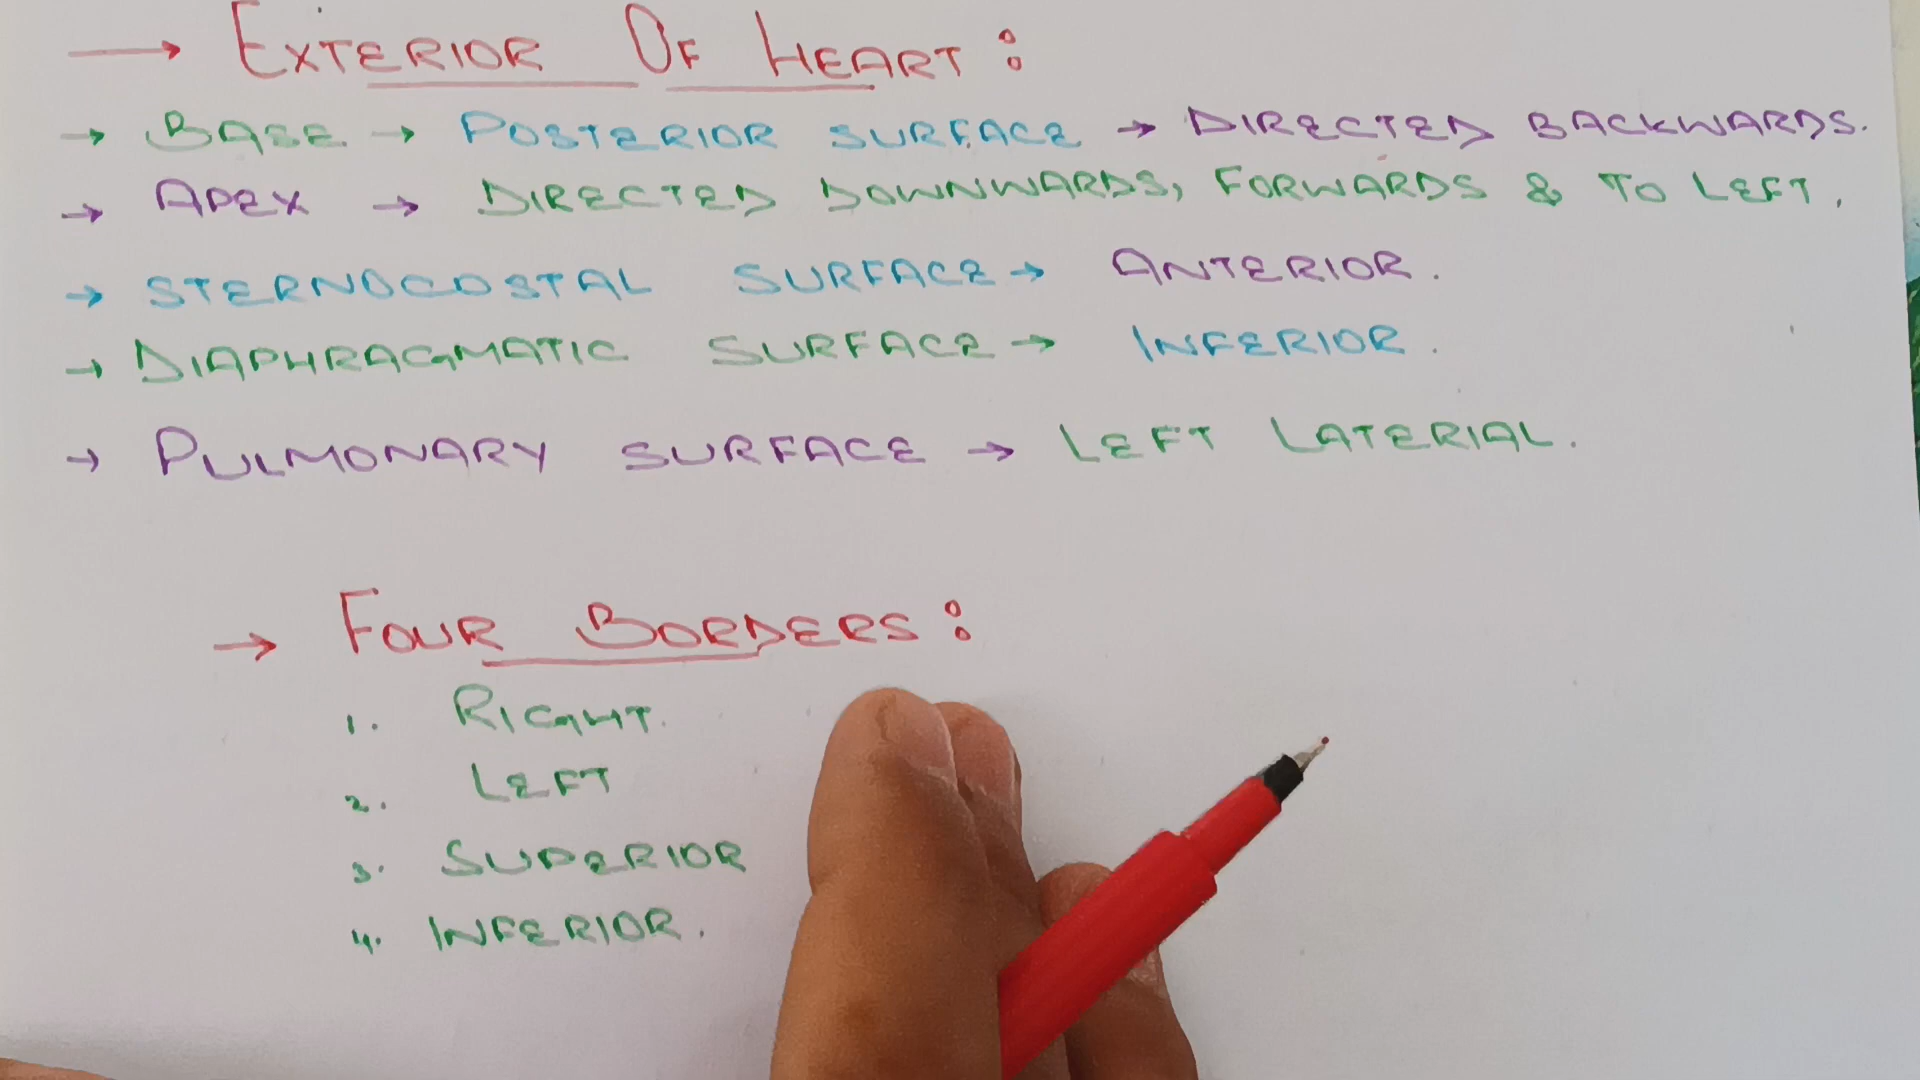 → EXTERIOR OF HEART :
→ BASE → POSTERIOR SURFACE → DIRECTED BACKWARDS.
→ APEX → DIRECTED DOWNWARDS, FORWARDS & TO LEFT.
→ STERNOCOSTAL SURFACE → ANTERIOR.
→ DIAPHRAGMATIC SURFACE → INFERIOR.
→ PULMONARY SURFACE → LEFT LATERIAL.
→ FOUR BORDERS :
1. RIGHT.
2. LEFT
3. SUPERIOR
4. INFERIOR.